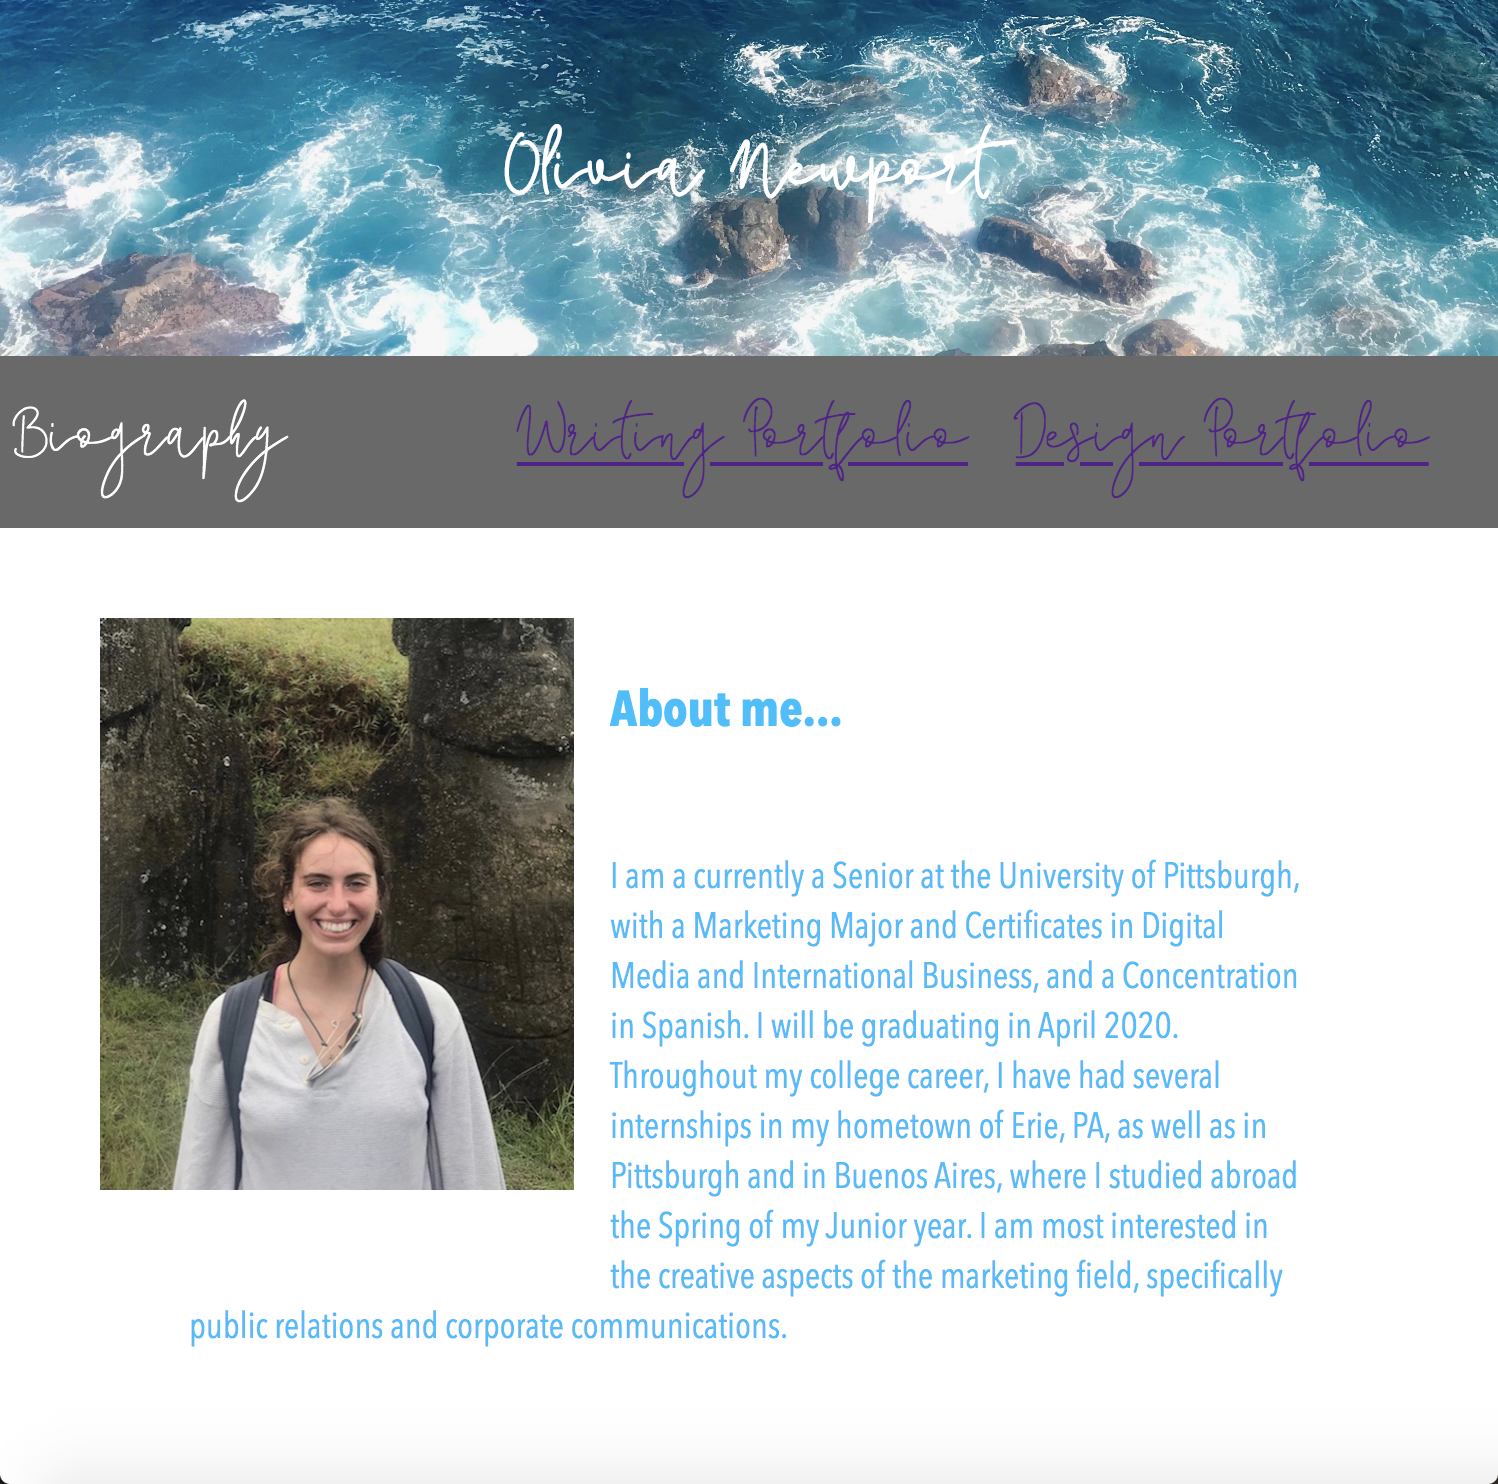 Olivia Newport
Biography
Writing Portfolio
Design Portfolio
About me...
I am a currently a Senior at the University of Pittsburgh,
with a Marketing Major and Certificates in Digital
Media and International Business, and a Concentration
in Spanish. I will be graduating in April 2020.
Throughout my college career, I have had several
internships in my hometown of Erie, PA, as well as in
Pittsburgh and in Buenos Aires, where I studied abroad
the Spring of my Junior year. I am most interested in
the creative aspects of the marketing field, specifically
public relations and corporate communications.